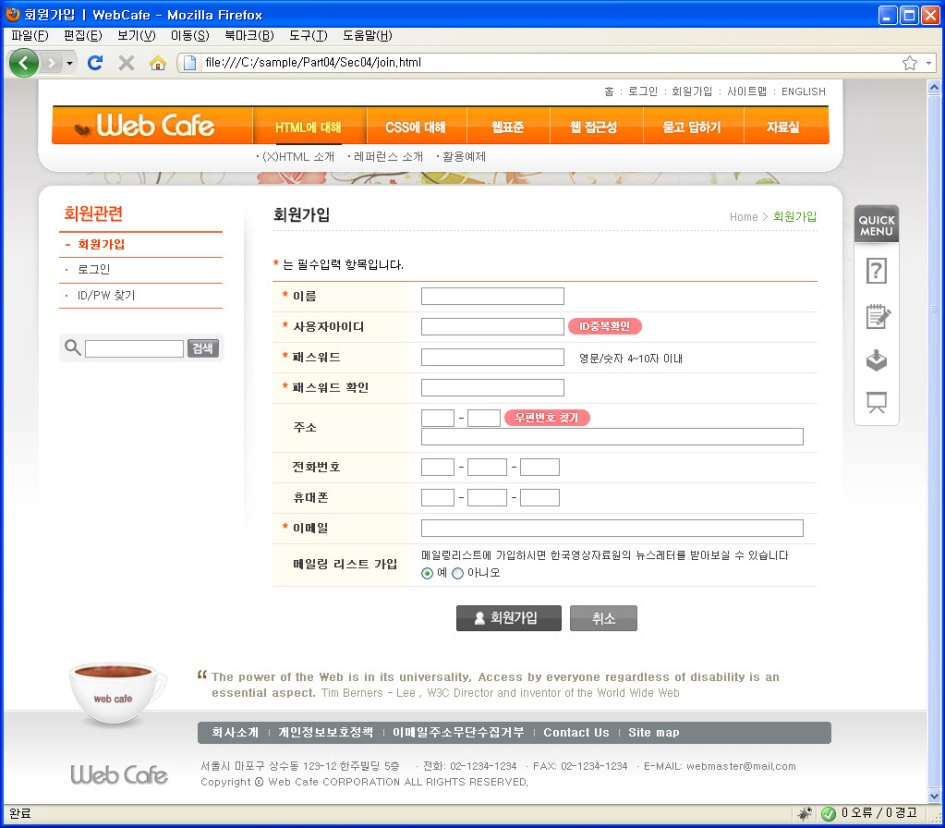 회원가입 | WebCafe - Mozilla Firefox
파일(F) 편집(E) 보기(V) 이동(S) 북마크(B) 도구(T) 도움말(H)
file:///C:/sample/Part04/Sec04/join.html
홈 : 로그인 : 회원가입 : 사이트맵 : ENGLISH
Web Cafe HTML에 대해 CSS에 대해 웹표준 웹 접근성 묻고 답하기 자료실
· (X)HTML 소개 · 레퍼런스 소개 · 활용예제
회원관련
- 회원가입
· 로그인
· ID/PW 찾기
검색
회원가입
Home > 회원가입
* 는 필수입력 항목입니다.
* 이름
* 사용자아이디 ID중복확인
* 패스워드 영문/숫자 4~10자 이내
* 패스워드 확인
주소 - 우편번호 찾기
전화번호 - -
휴대폰 - -
* 이메일
메일링 리스트 가입 메일링리스트에 가입하시면 한국영상자료원의 뉴스레터를 받아보실 수 있습니다
예 아니오
회원가입 취소
QUICK
MENU
web cafe
“ The power of the Web is in its universality, Access by everyone regardless of disability is an
essential aspect. Tim Berners - Lee , W3C Director and inventor of the World Wide Web
회사소개 | 개인정보보호정책 | 이메일주소무단수집거부 | Contact Us | Site map
Web Cafe
서울시 마포구 상수동 123-12 한주빌딩 5층 · 전화: 02-1234-1234 · FAX: 02-1234-1234 · E-MAIL: webmaster@mail.com
Copyright ⓒ Web Cafe CORPORATION ALL RIGHTS RESERVED.
완료 0 오류 / 0 경고